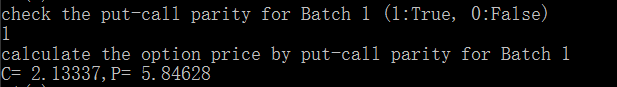 check the put-call parity for Batch 1 (1:True, 0:False)
1
calculate the option price by put-call parity for Batch 1
C= 2.13337,P= 5.84628